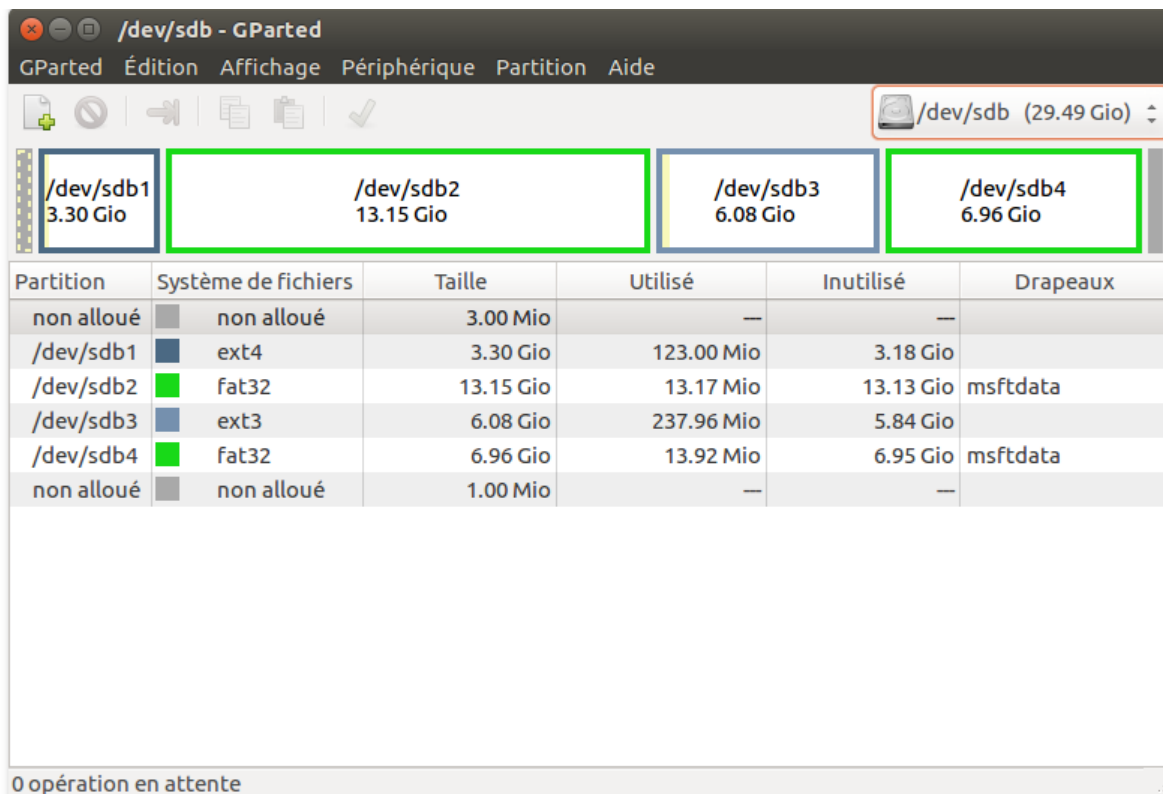 /dev/sdb - GParted
GParted Édition Affichage Périphérique Partition Aide
/dev/sdb (29.49 Gio)
/dev/sdb1 /dev/sdb2 /dev/sdb3 /dev/sdb4
3.30 Gio 13.15 Gio 6.08 Gio 6.96 Gio
Partition Système de fichiers Taille Utilisé Inutilisé Drapeaux
non alloué non alloué 3.00 Mio --- ---
/dev/sdb1 ext4 3.30 Gio 123.00 Mio 3.18 Gio
/dev/sdb2 fat32 13.15 Gio 13.17 Mio 13.13 Gio msftdata
/dev/sdb3 ext3 6.08 Gio 237.96 Mio 5.84 Gio
/dev/sdb4 fat32 6.96 Gio 13.92 Mio 6.95 Gio msftdata
non alloué non alloué 1.00 Mio --- ---
0 opération en attente